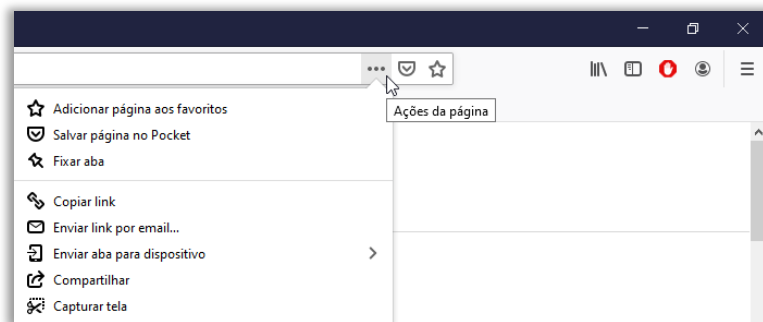 Ações da página
Adicionar página aos favoritos
Salvar página no Pocket
Fixar aba
Copiar link
Enviar link por email...
Enviar aba para dispositivo
Compartilhar
Capturar tela